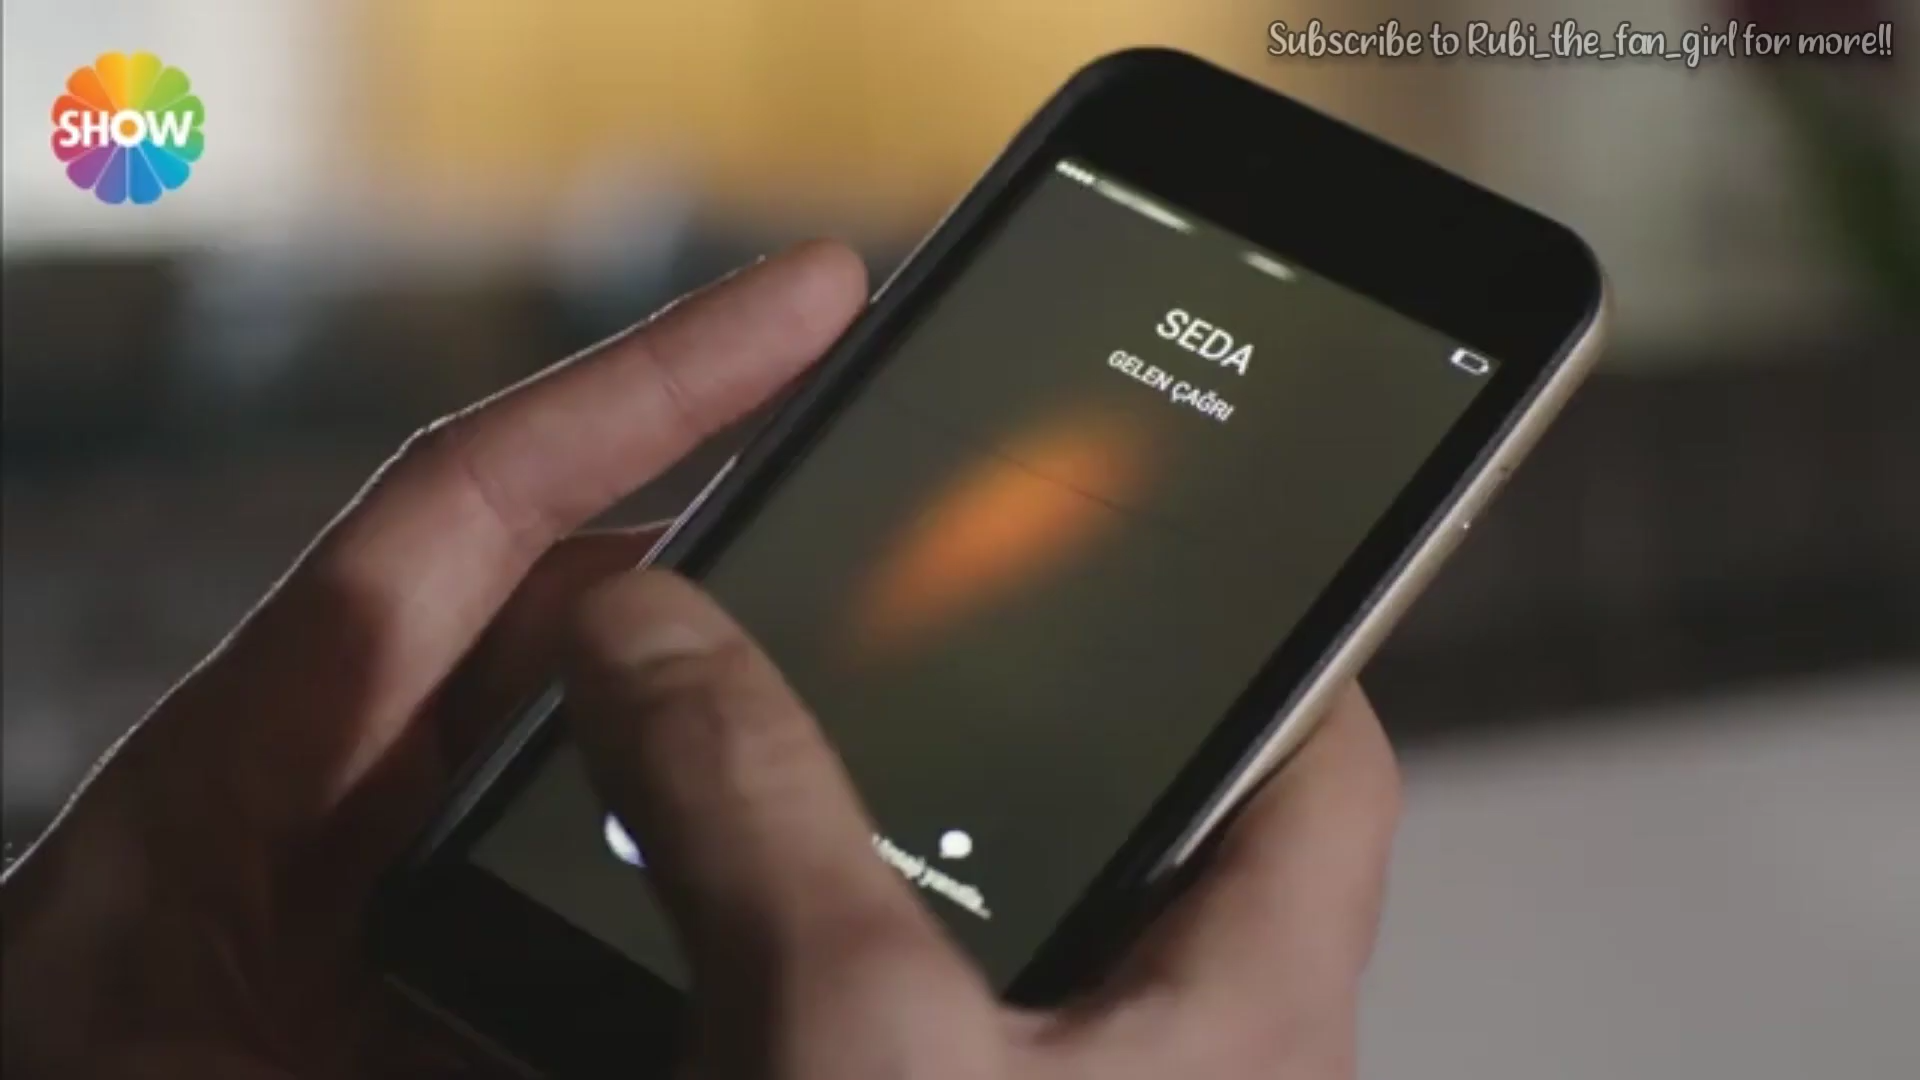 Subscribe to Rubi_the_fan_girl for more!!
SHOW
SEDA
GELEN ÇAĞRI